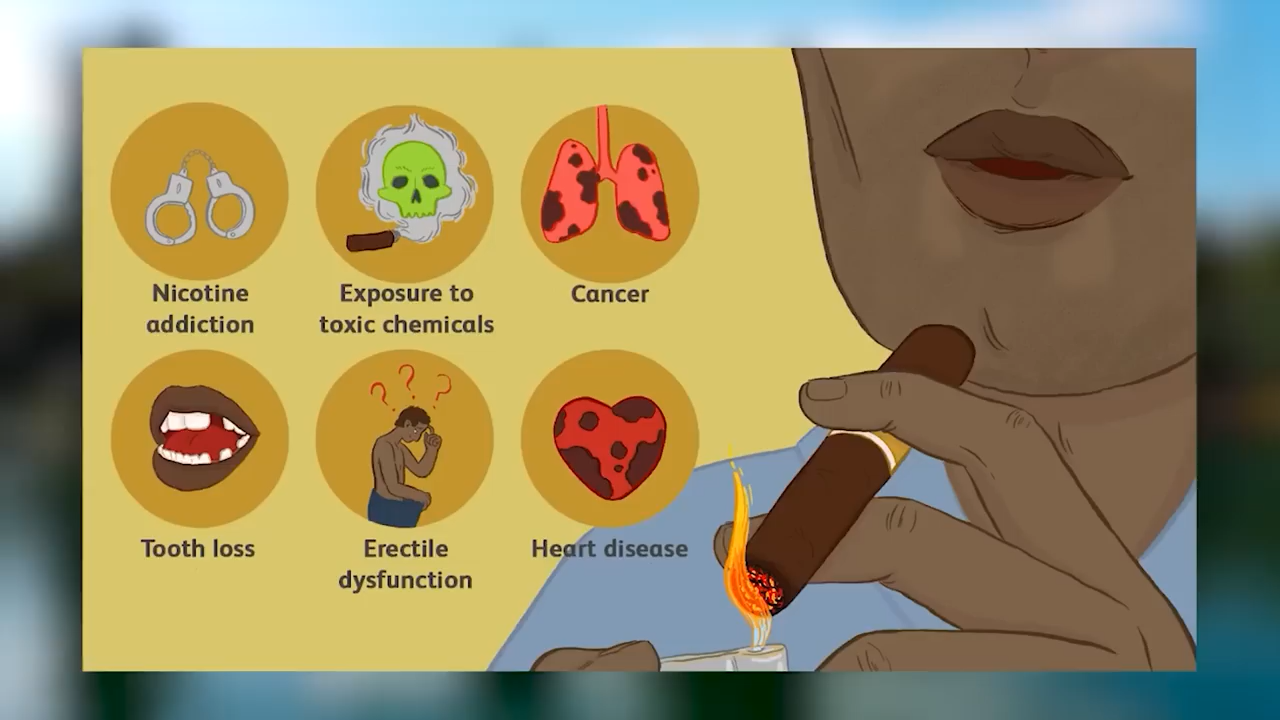 Nicotine
addiction
Exposure to
toxic chemicals
Cancer
Tooth loss
Erectile
dysfunction
Heart disease